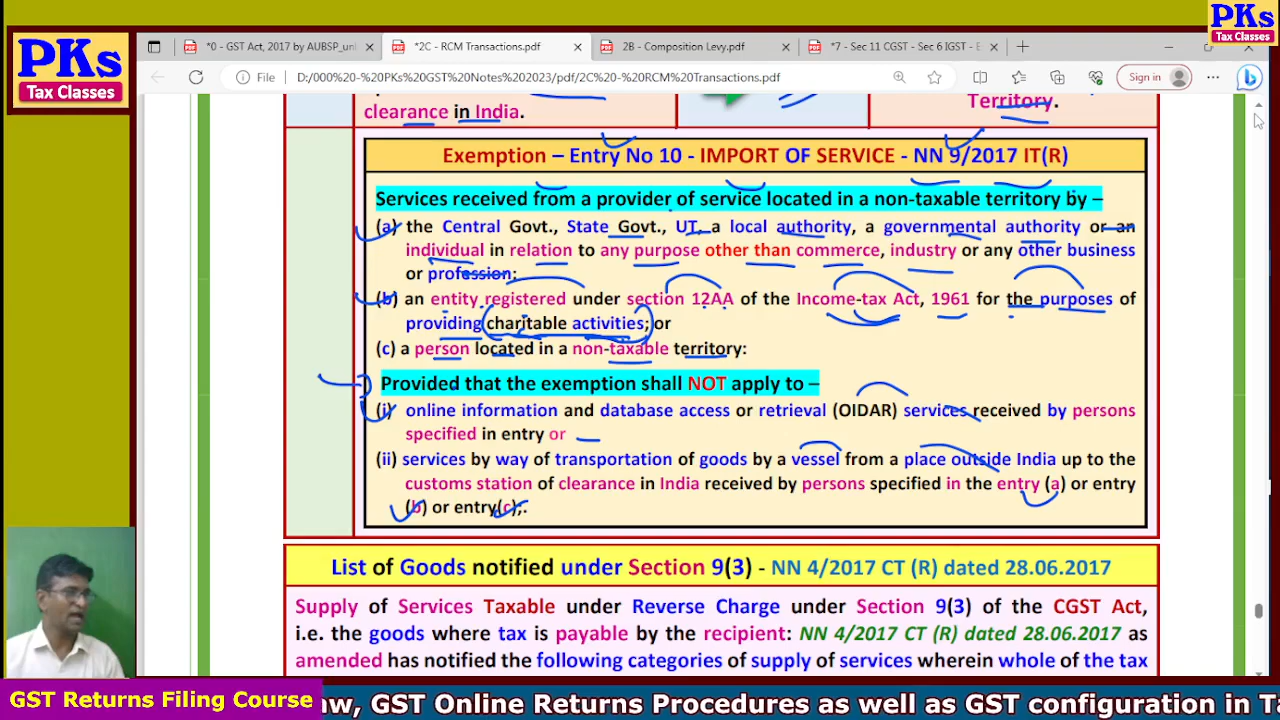 PKs
Tax Classes
*0 - GST Act, 2017 by AUBSP_unl
*2C - RCM Transactions.pdf
2B - Composition Levy.pdf
*7 - Sec 11 CGST - Sec 6 IGST - E
PKs
Tax Classes
File
D:/000%20-%20PKs%20GST%20Notes%202023/pdf/2C%20-%20RCM%20Transactions.pdf
Sign in
clearance in India.
Territory.
Exemption – Entry No 10 - IMPORT OF SERVICE - NN 9/2017 IT(R)
Services received from a provider of service located in a non-taxable territory by –
(a) the Central Govt., State Govt., UT, a local authority, a governmental authority or an
individual in relation to any purpose other than commerce, industry or any other business
or profession;
(b) an entity registered under section 12AA of the Income-tax Act, 1961 for the purposes of
providing charitable activities; or
(c) a person located in a non-taxable territory:
Provided that the exemption shall NOT apply to –
(i) online information and database access or retrieval (OIDAR) services received by persons
specified in entry or
(ii) services by way of transportation of goods by a vessel from a place outside India up to the
customs station of clearance in India received by persons specified in the entry (a) or entry
(b) or entry(c);.
List of Goods notified under Section 9(3) - NN 4/2017 CT (R) dated 28.06.2017
Supply of Services Taxable under Reverse Charge under Section 9(3) of the CGST Act,
i.e. the goods where tax is payable by the recipient: NN 4/2017 CT (R) dated 28.06.2017 as
amended has notified the following categories of supply of services wherein whole of the tax
GST Returns Filing Course
aw, GST Online Returns Procedures as well as GST configuration in Ta